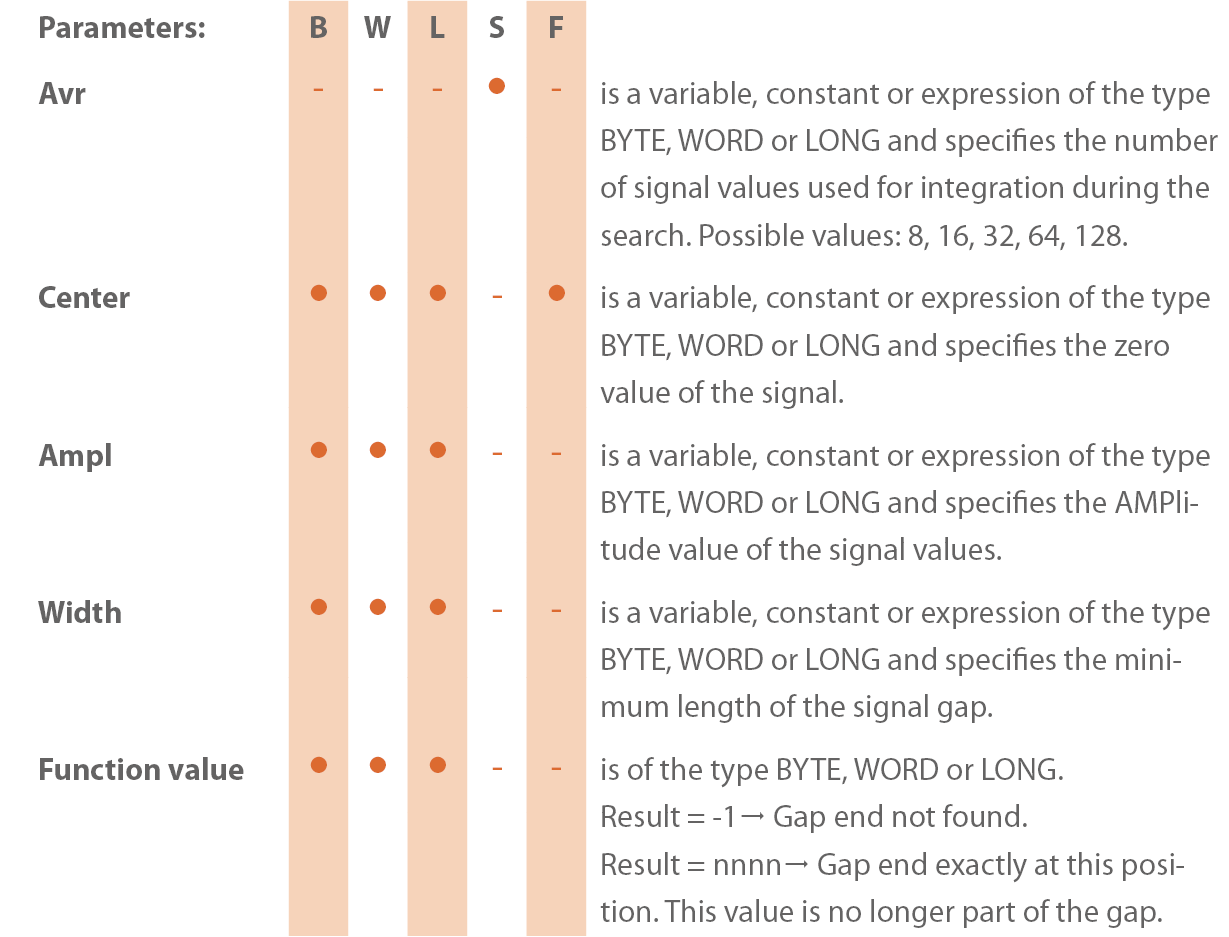 Parameters: B W L S F
Avr - - - ● - is a variable, constant or expression of the type
BYTE, WORD or LONG and specifies the number
of signal values used for integration during the
search. Possible values: 8, 16, 32, 64, 128.
Center ● ● ● - ● is a variable, constant or expression of the type
BYTE, WORD or LONG and specifies the zero
value of the signal.
Ampl ● ● ● - - is a variable, constant or expression of the type
BYTE, WORD or LONG and specifies the AMPli-
tude value of the signal values.
Width ● ● ● - - is a variable, constant or expression of the type
BYTE, WORD or LONG and specifies the mini-
mum length of the signal gap.
Function value ● ● ● - - is of the type BYTE, WORD or LONG.
Result = -1→ Gap end not found.
Result = nnnn→ Gap end exactly at this posi-
tion. This value is no longer part of the gap.